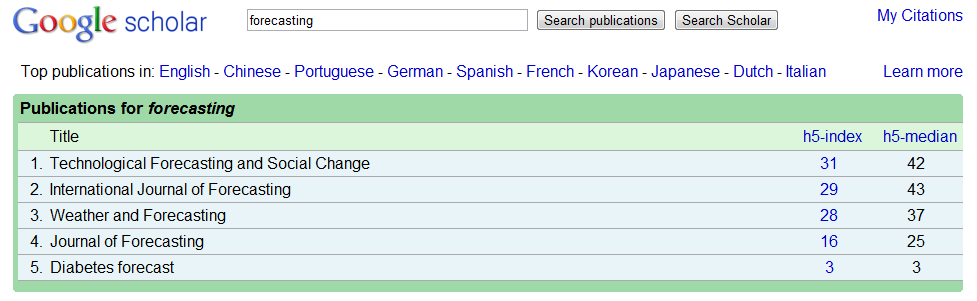 Google scholar forecasting Search publications Search Scholar My Citations
Top publications in: English - Chinese - Portuguese - German - Spanish - French - Korean - Japanese - Dutch - Italian Learn more
Publications for forecasting
Title h5-index h5-median
1. Technological Forecasting and Social Change 31 42
2. International Journal of Forecasting 29 43
3. Weather and Forecasting 28 37
4. Journal of Forecasting 16 25
5. Diabetes forecast 3 3